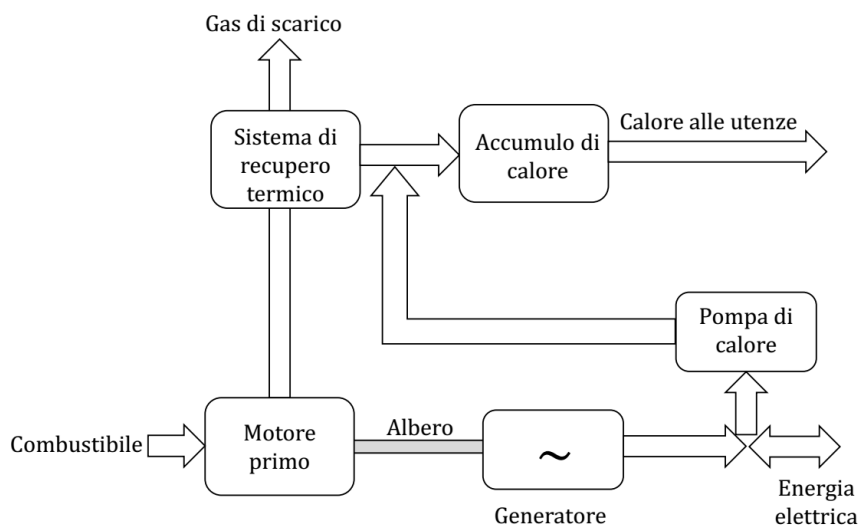 Gas di scarico
Sistema di
recupero
termico
Accumulo di
calore
Calore alle utenze
Pompa di
calore
Combustibile
Motore
primo
Albero
~
Generatore
Energia
elettrica